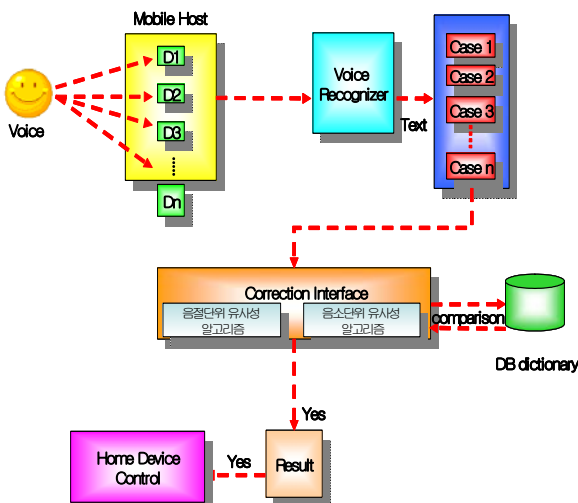 Mobile Host
D1
D2
D3
Dn
Voice
Voice
Recognizer
Text
Case 1
Case 2
Case 3
Case n
Correction Interface
음절단위 유사성
알고리즘
음소단위 유사성
알고리즘
comparison
DB dictionary
Yes
Result
Yes
Home Device
Control